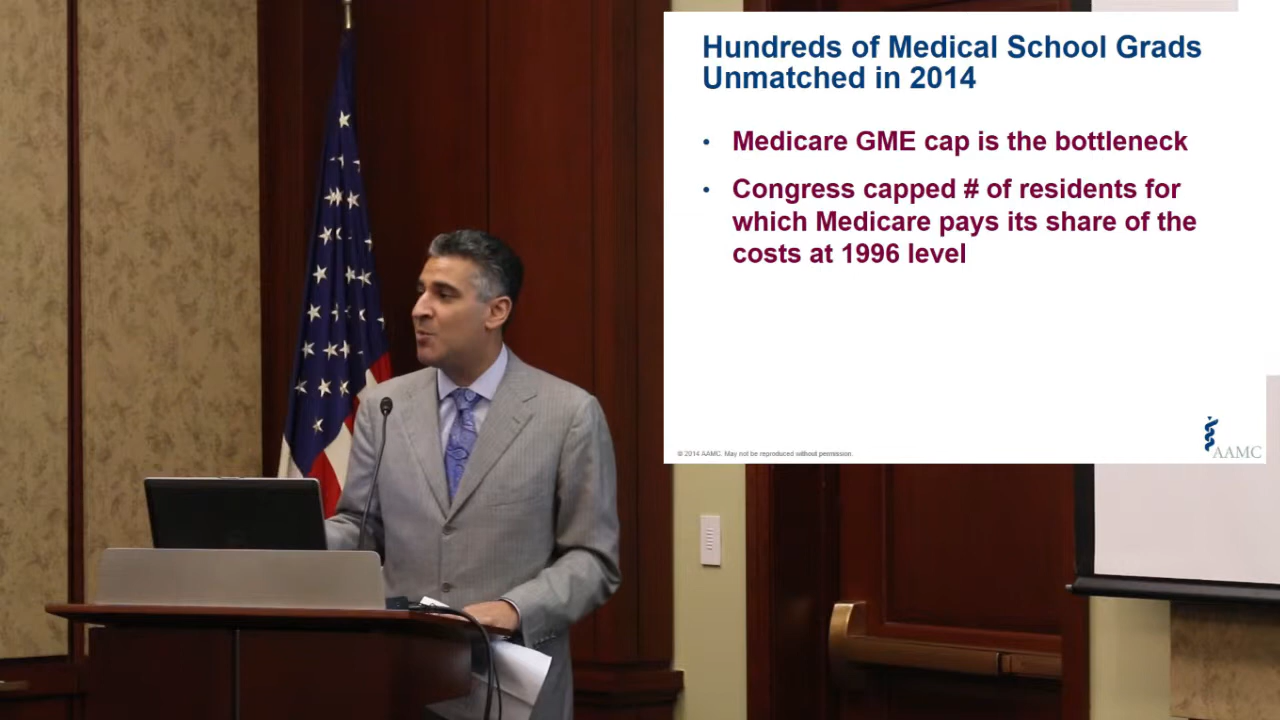 Hundreds of Medical School Grads
Unmatched in 2014
• Medicare GME cap is the bottleneck
• Congress capped # of residents for
which Medicare pays its share of the
costs at 1996 level
© 2014 AAMC. May not be reproduced without permission.
AAMC